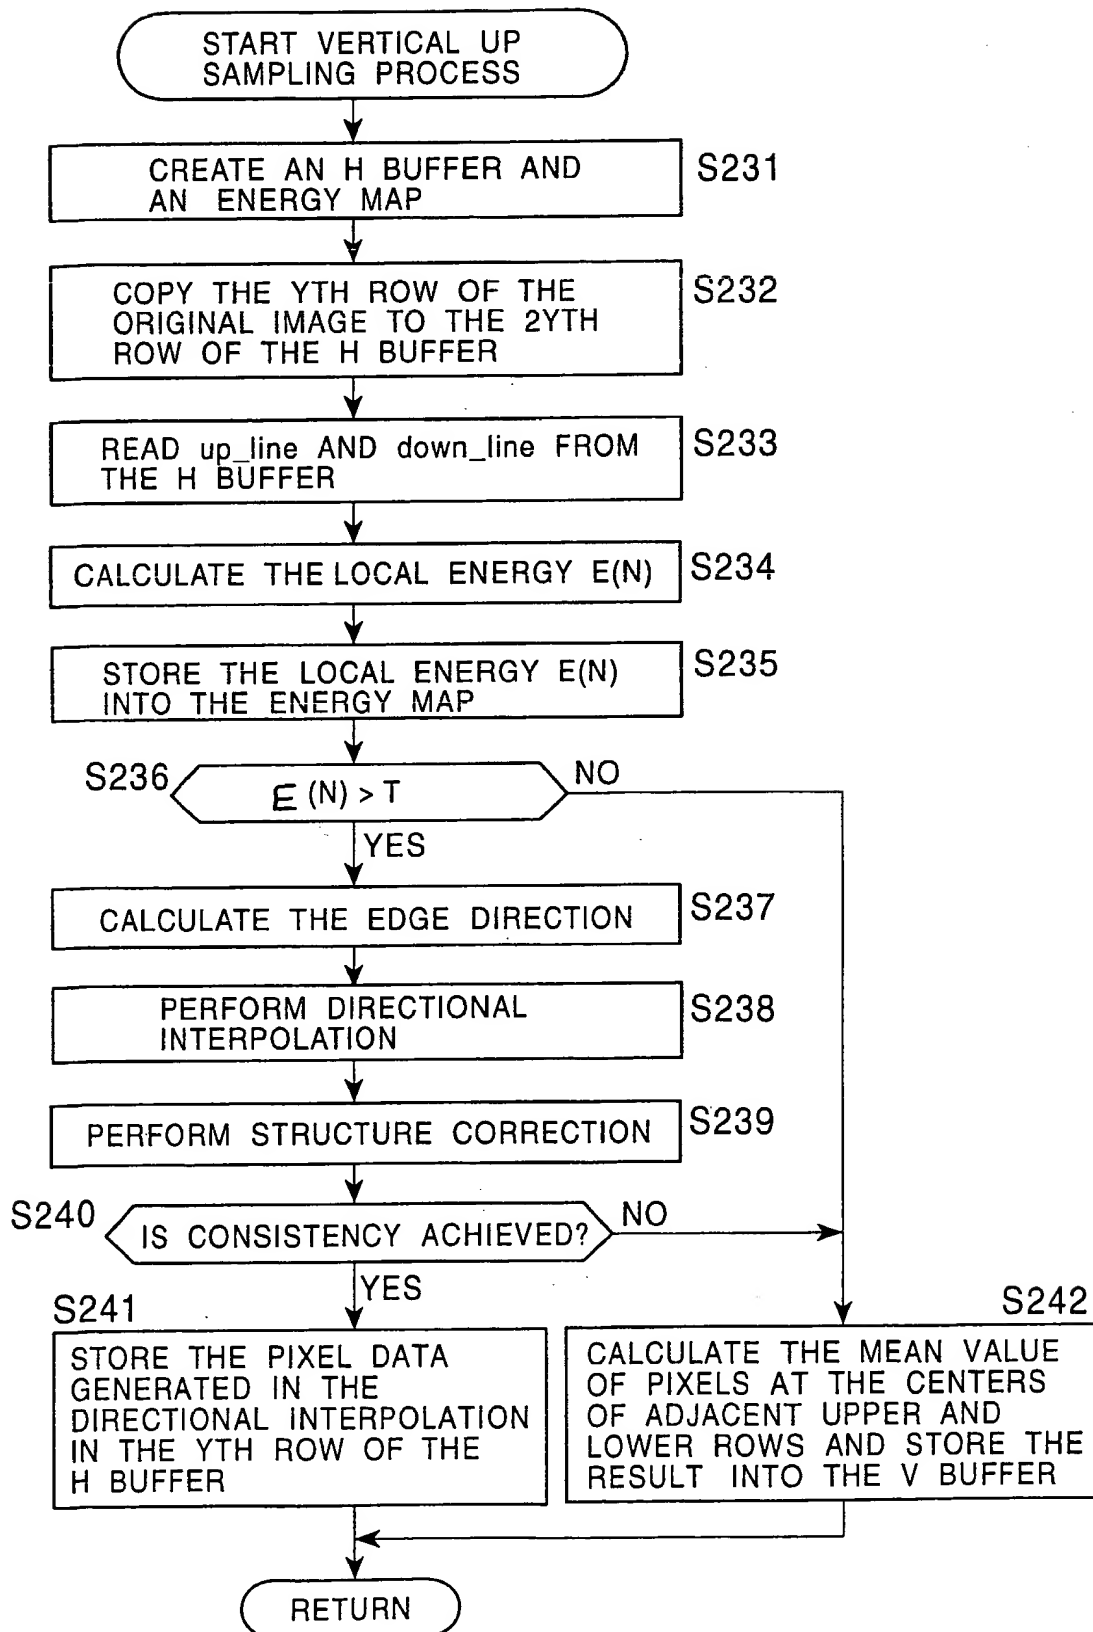 START VERTICAL UP
SAMPLING PROCESS
CREATE AN H BUFFER AND
AN ENERGY MAP
S231
COPY THE YTH ROW OF THE
ORIGINAL IMAGE TO THE 2YTH
ROW OF THE H BUFFER
S232
READ up_line AND down_line FROM
THE H BUFFER
S233
CALCULATE THE LOCAL ENERGY E(N)
S234
STORE THE LOCAL ENERGY E(N)
INTO THE ENERGY MAP
S235
S236
E (N) > T
NO
YES
CALCULATE THE EDGE DIRECTION
S237
PERFORM DIRECTIONAL
INTERPOLATION
S238
PERFORM STRUCTURE CORRECTION
S239
S240
IS CONSISTENCY ACHIEVED?
NO
YES
S241
STORE THE PIXEL DATA
GENERATED IN THE
DIRECTIONAL INTERPOLATION
IN THE YTH ROW OF THE
H BUFFER
S242
CALCULATE THE MEAN VALUE
OF PIXELS AT THE CENTERS
OF ADJACENT UPPER AND
LOWER ROWS AND STORE THE
RESULT INTO THE V BUFFER
RETURN